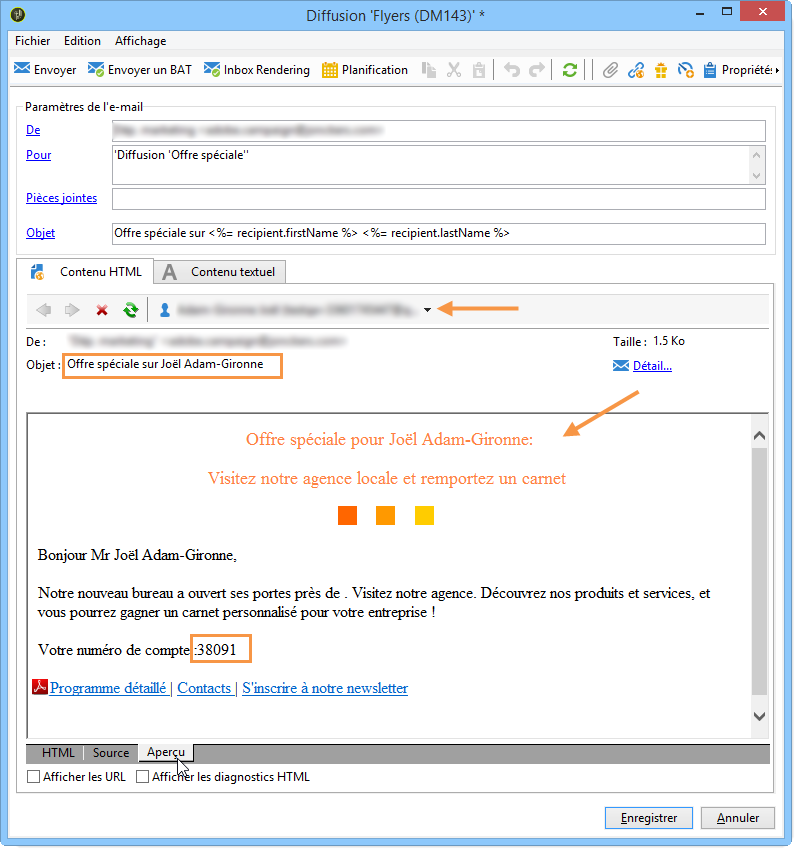 Diffusion 'Flyers (DM143)' *
Fichier Edition Affichage
Envoyer Envoyer un BAT Inbox Rendering Planification Propriétés
Paramètres de l'e-mail
De
Pour 'Diffusion 'Offre spéciale''
Pièces jointes
Objet Offre spéciale sur <%= recipient.firstName %> <%= recipient.lastName %>
Contenu HTML A Contenu textuel
De : Taille : 1.5 Ko
Objet : Offre spéciale sur Joël Adam-Gironne Détail...
Offre spéciale pour Joël Adam-Gironne:
Visitez notre agence locale et remportez un carnet
Bonjour Mr Joël Adam-Gironne,
Notre nouveau bureau a ouvert ses portes près de . Visitez notre agence. Découvrez nos produits et services, et
vous pourrez gagner un carnet personnalisé pour votre entreprise !
Votre numéro de compte :38091
Programme détaillé | Contacts | S'inscrire à notre newsletter
HTML Source Aperçu
Afficher les URL Afficher les diagnostics HTML
Enregistrer Annuler